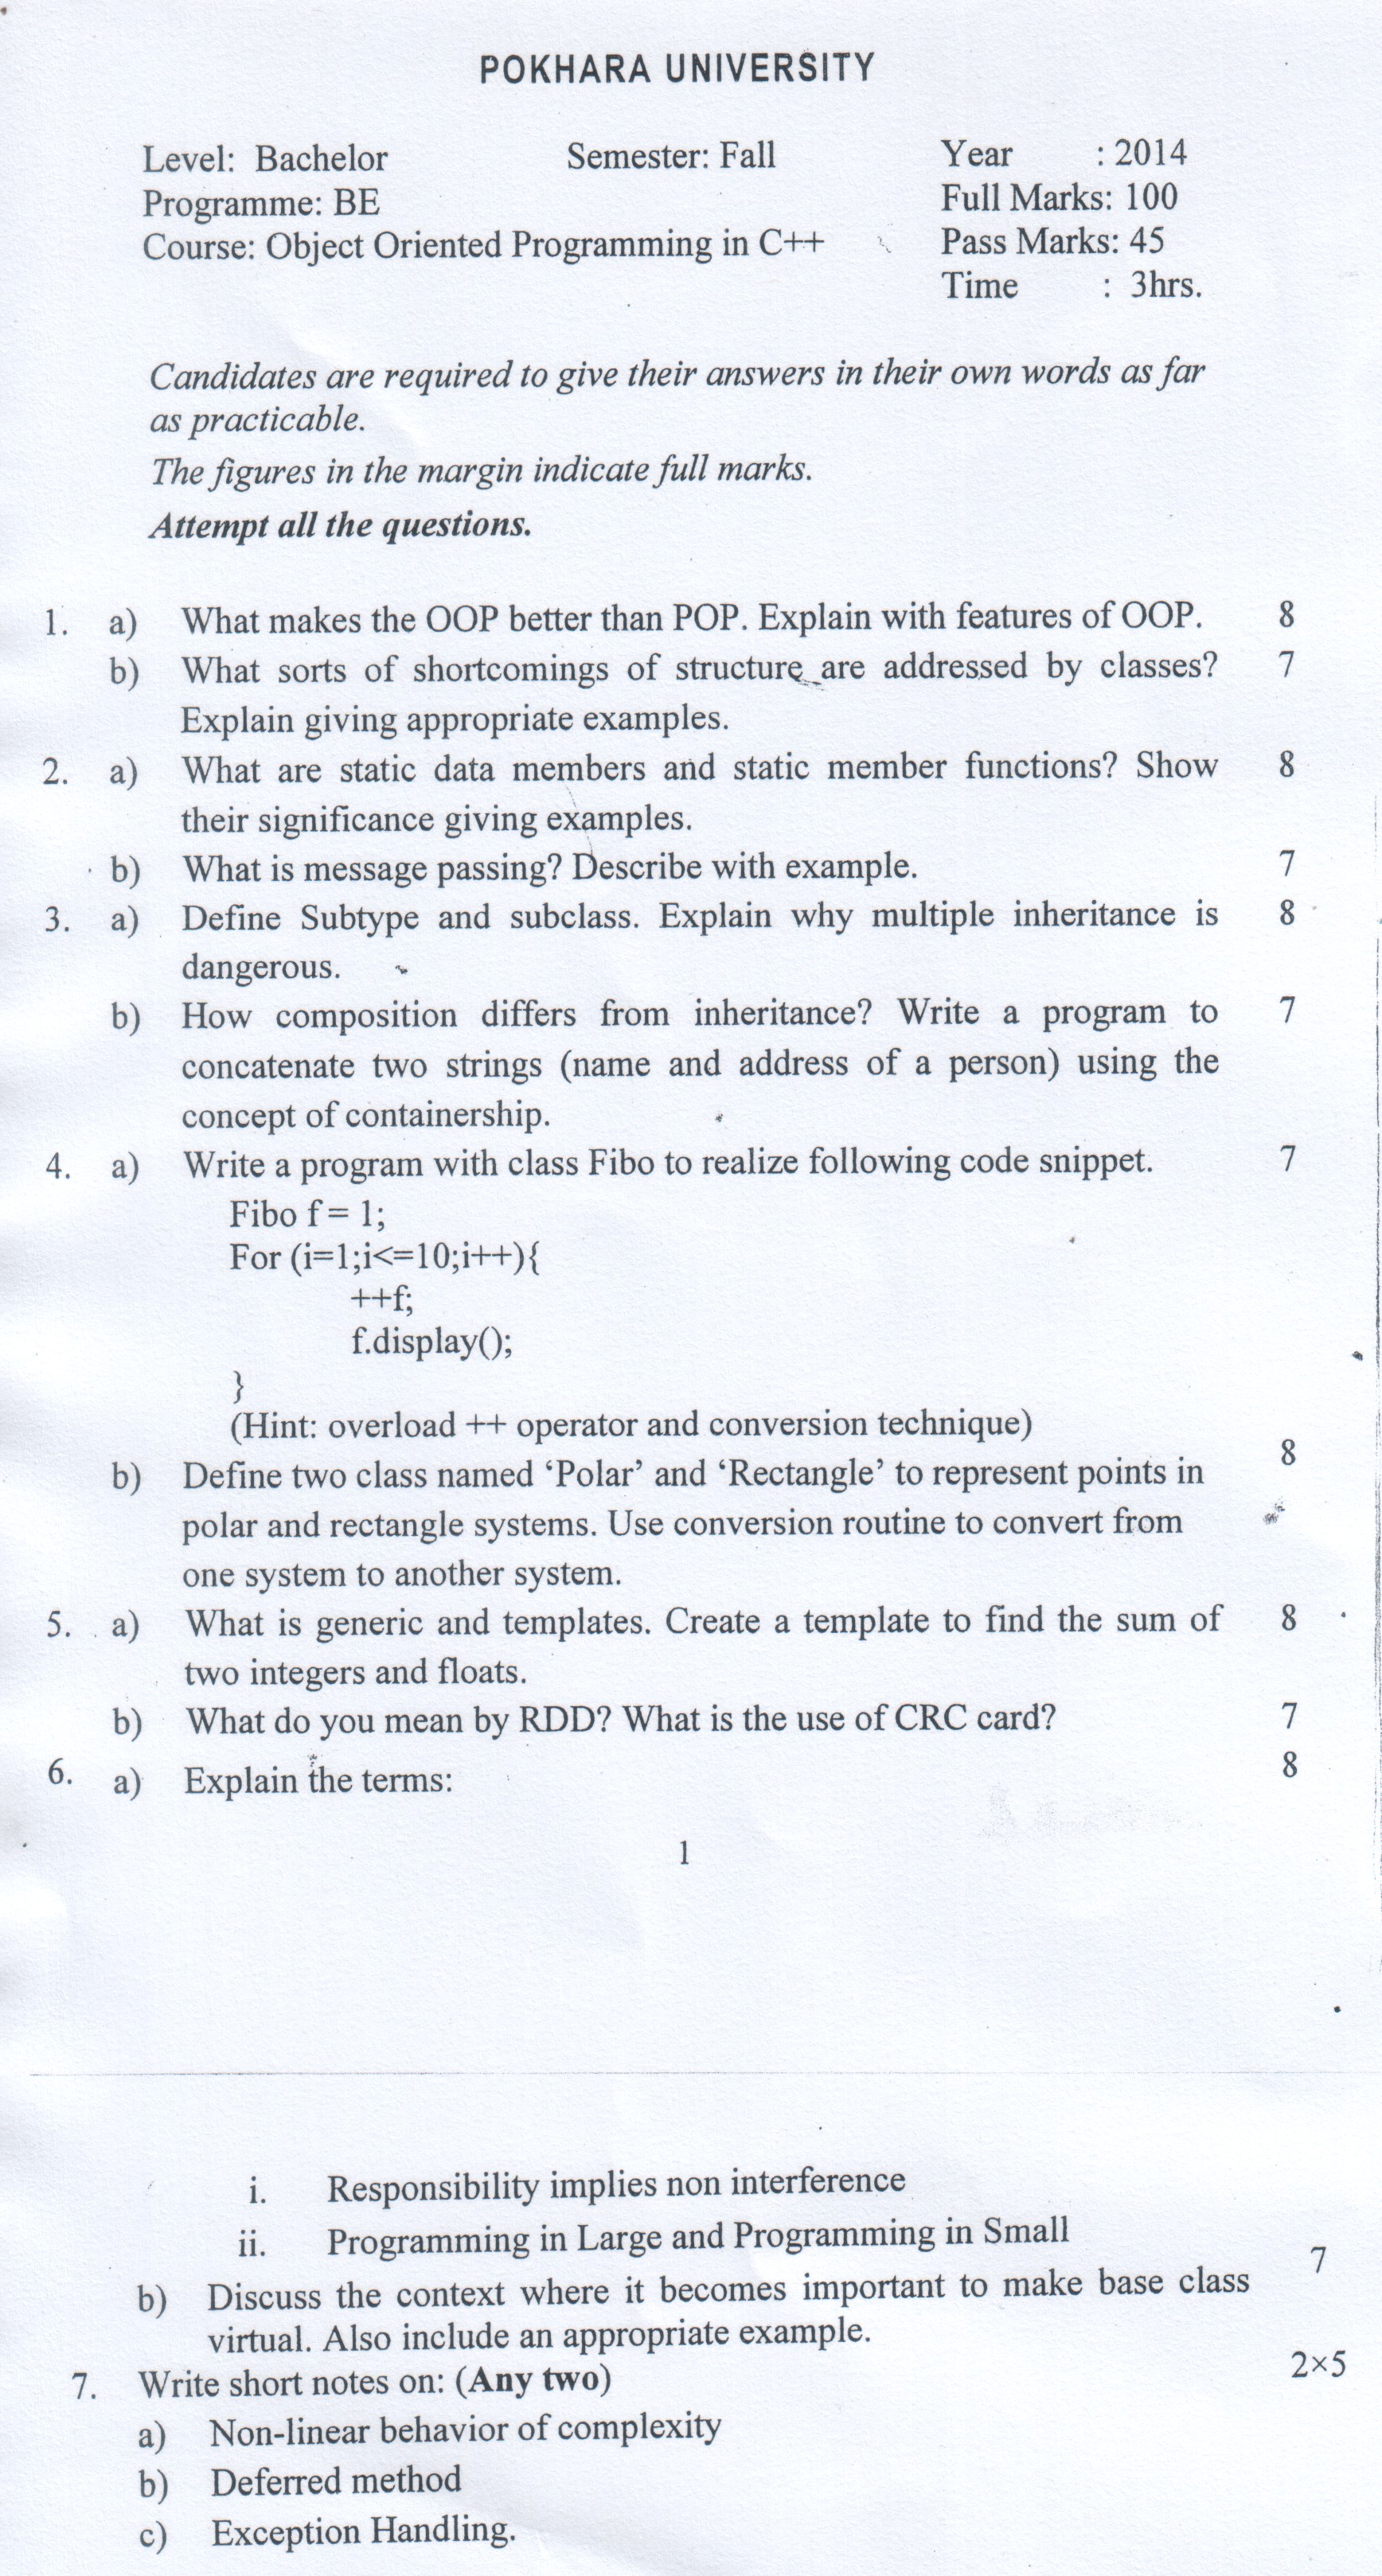 POKHARA UNIVERSITY
Level: Bachelor Semester: Fall Year : 2014
Programme: BE Full Marks: 100
Course: Object Oriented Programming in C++ Pass Marks: 45
Time : 3hrs.
Candidates are required to give their answers in their own words as far
as practicable.
The figures in the margin indicate full marks.
Attempt all the questions.
1. a) What makes the OOP better than POP. Explain with features of OOP. 8
b) What sorts of shortcomings of structure are addressed by classes? 7
Explain giving appropriate examples.
2. a) What are static data members and static member functions? Show 8
their significance giving examples.
b) What is message passing? Describe with example. 7
3. a) Define Subtype and subclass. Explain why multiple inheritance is 8
dangerous.
b) How composition differs from inheritance? Write a program to 7
concatenate two strings (name and address of a person) using the
concept of containership.
4. a) Write a program with class Fibo to realize following code snippet. 7
Fibo f = 1;
For (i=1;i<=10;i++){
++f;
f.display();
}
(Hint: overload ++ operator and conversion technique)
b) Define two class named ‘Polar’ and ‘Rectangle’ to represent points in 8
polar and rectangle systems. Use conversion routine to convert from
one system to another system.
5. a) What is generic and templates. Create a template to find the sum of 8
two integers and floats.
b) What do you mean by RDD? What is the use of CRC card? 7
6. a) Explain the terms: 8
1
i. Responsibility implies non interference
ii. Programming in Large and Programming in Small
b) Discuss the context where it becomes important to make base class 7
virtual. Also include an appropriate example.
7. Write short notes on: (Any two) 2×5
a) Non-linear behavior of complexity
b) Deferred method
c) Exception Handling.